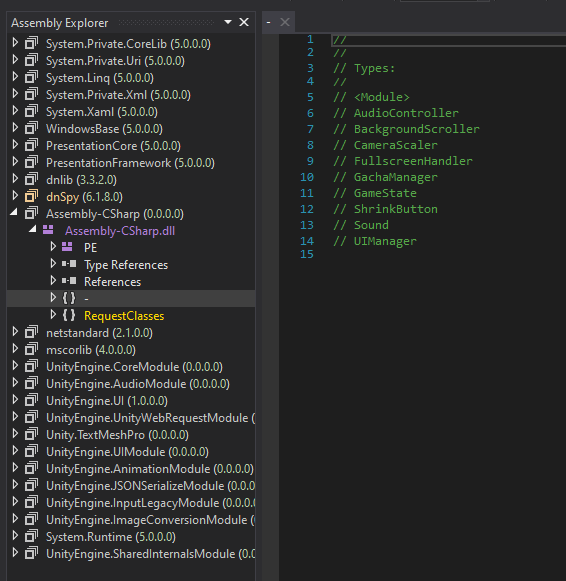 Assembly Explorer
System.Private.CoreLib (5.0.0.0)
System.Private.Uri (5.0.0.0)
System.Linq (5.0.0.0)
System.Private.Xml (5.0.0.0)
System.Xaml (5.0.0.0)
WindowsBase (5.0.0.0)
PresentationCore (5.0.0.0)
PresentationFramework (5.0.0.0)
dnlib (3.3.2.0)
dnSpy (6.1.8.0)
Assembly-CSharp (0.0.0.0)
Assembly-CSharp.dll
PE
Type References
References
{ } -
{ } RequestClasses
netstandard (2.1.0.0)
mscorlib (4.0.0.0)
UnityEngine.CoreModule (0.0.0.0)
UnityEngine.AudioModule (0.0.0.0)
UnityEngine.UI (1.0.0.0)
UnityEngine.UnityWebRequestModule (
Unity.TextMeshPro (0.0.0.0)
UnityEngine.UIModule (0.0.0.0)
UnityEngine.AnimationModule (0.0.0.0)
UnityEngine.JSONSerializeModule (0.0.0.0)
UnityEngine.InputLegacyModule (0.0.0.0)
UnityEngine.ImageConversionModule (0.0.0.0)
System.Runtime (5.0.0.0)
UnityEngine.SharedInternalsModule (0.0
-
1 //
2 //
3 // Types:
4 //
5 // <Module>
6 // AudioController
7 // BackgroundScroller
8 // CameraScaler
9 // FullscreenHandler
10 // GachaManager
11 // GameState
12 // ShrinkButton
13 // Sound
14 // UIManager
15